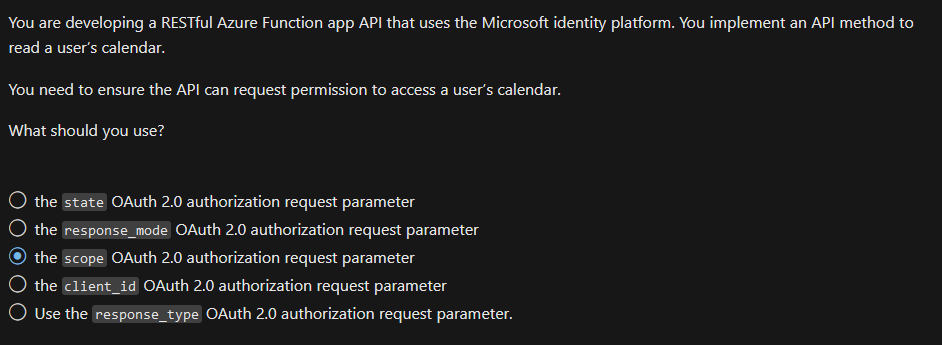 You are developing a RESTful Azure Function app API that uses the Microsoft identity platform. You implement an API method to
read a user’s calendar.
You need to ensure the API can request permission to access a user’s calendar.
What should you use?
the state OAuth 2.0 authorization request parameter
the response_mode OAuth 2.0 authorization request parameter
the scope OAuth 2.0 authorization request parameter
the client_id OAuth 2.0 authorization request parameter
Use the response_type OAuth 2.0 authorization request parameter.